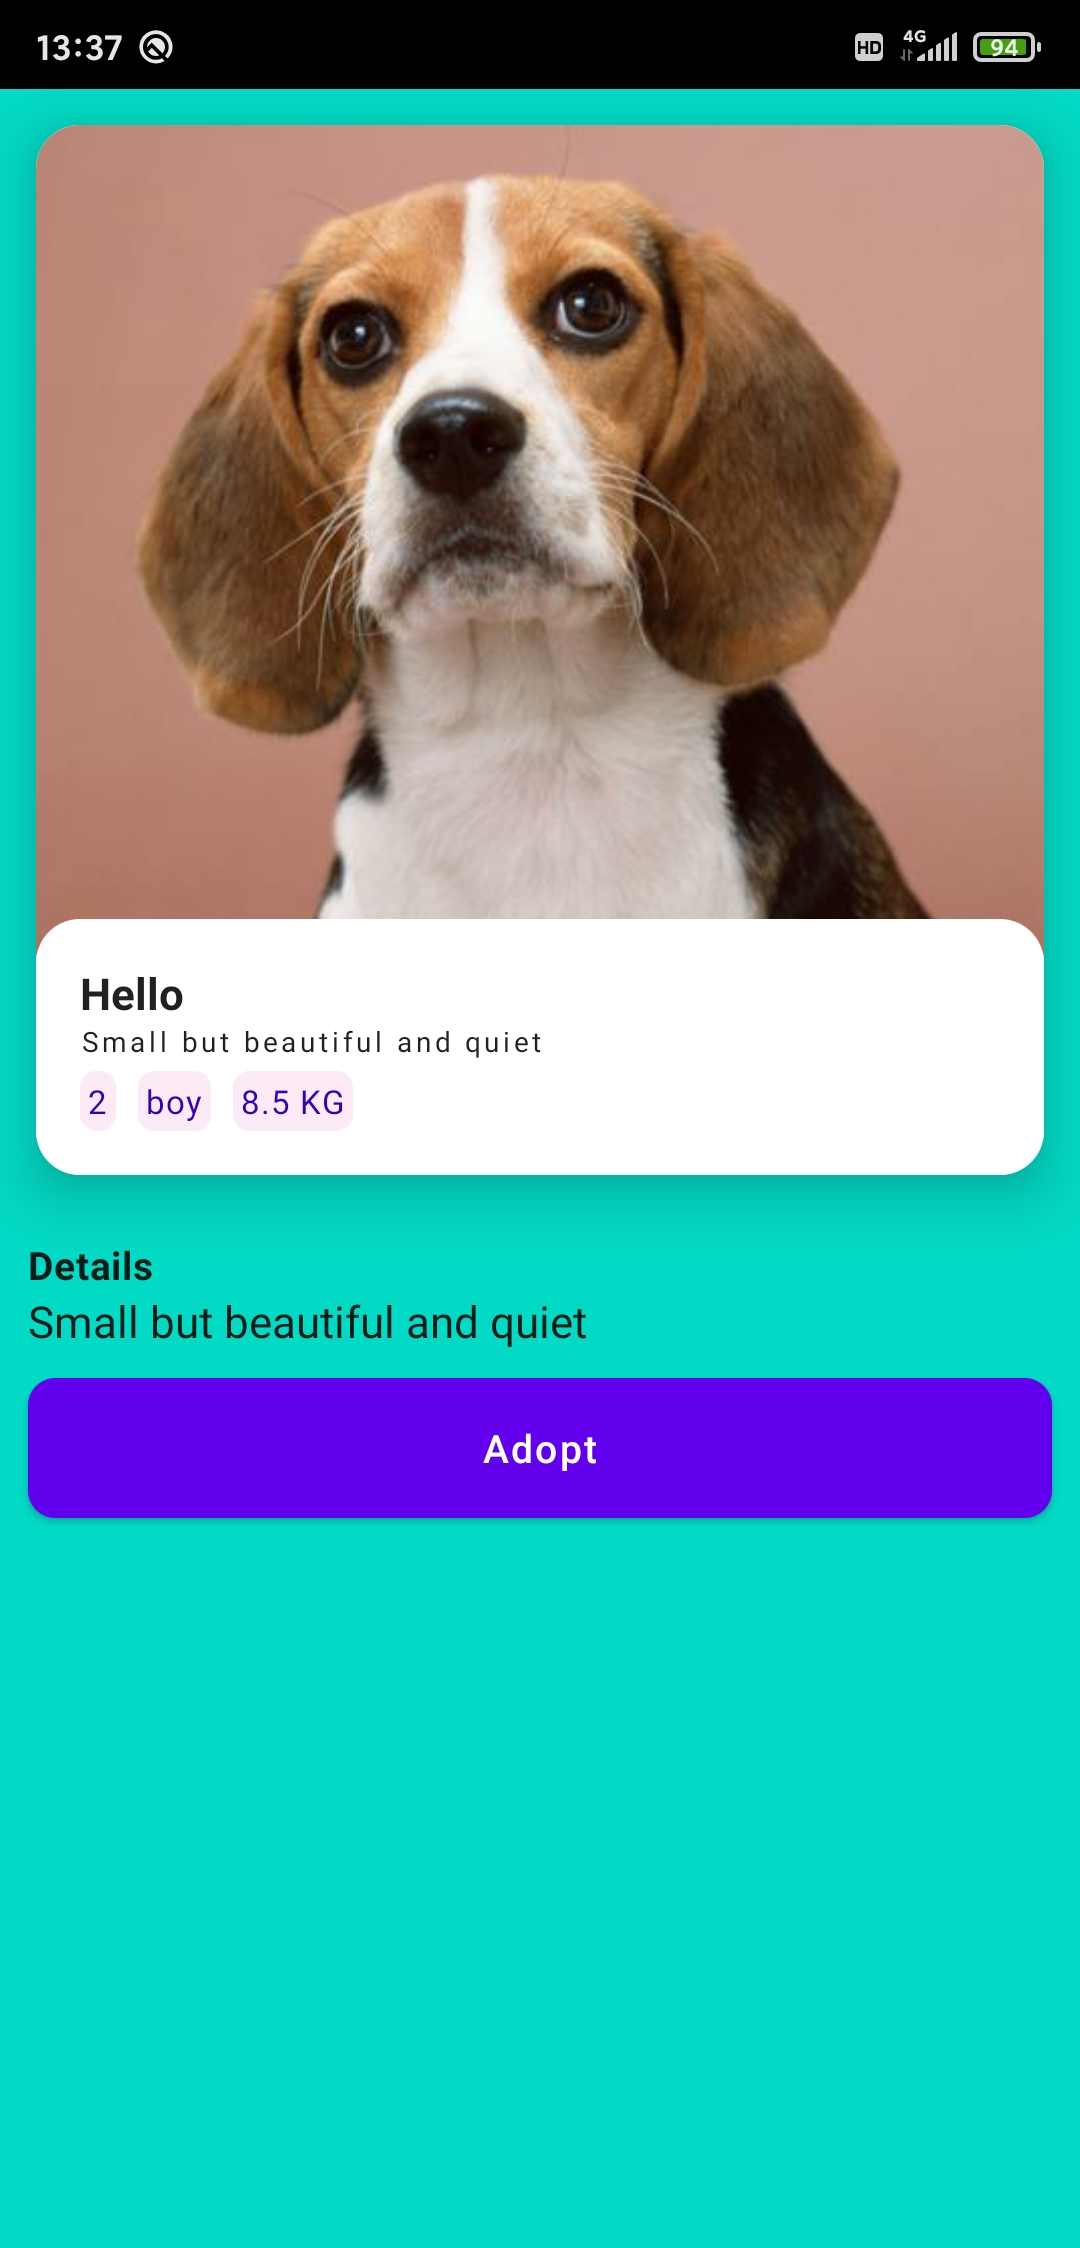 13:37 HD 4G 94
Hello
Small but beautiful and quiet
2 boy 8.5 KG
Details
Small but beautiful and quiet
Adopt